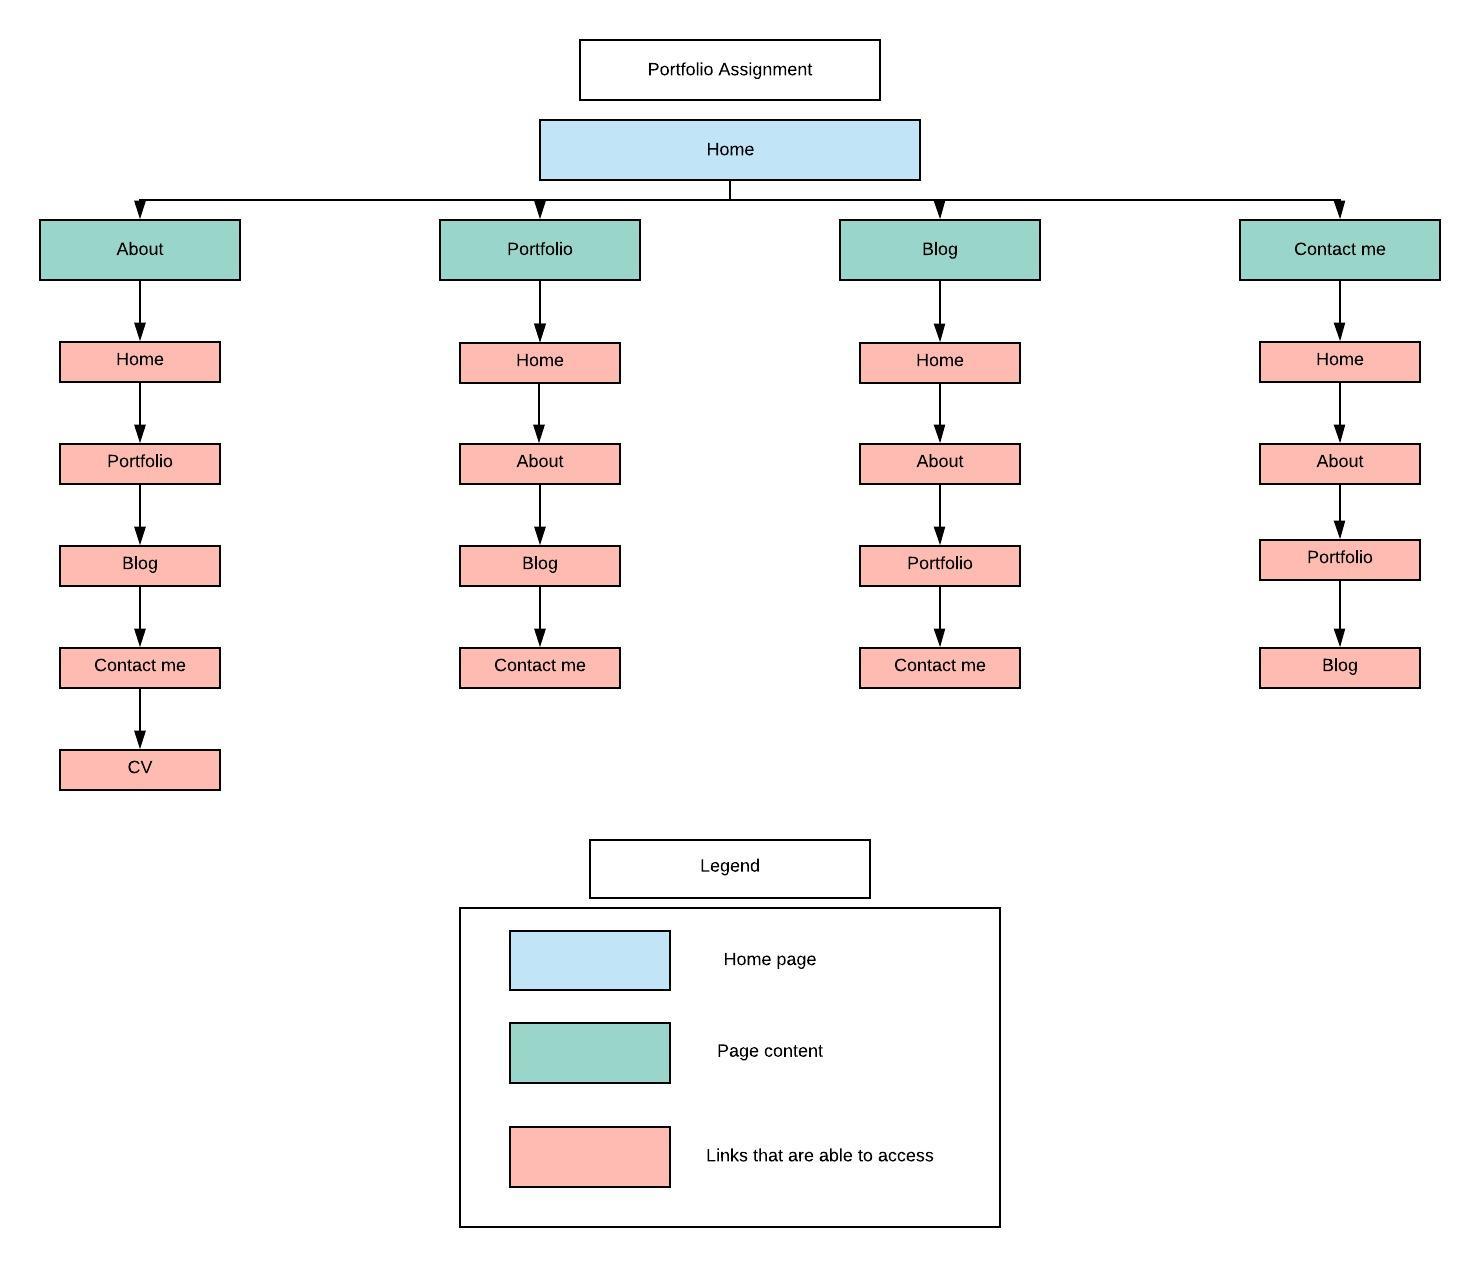 Portfolio Assignment
Home
About
Portfolio
Blog
Contact me
Home
Home
Home
Home
Portfolio
About
About
About
Blog
Blog
Portfolio
Portfolio
Contact me
Contact me
Contact me
Blog
CV
Legend
Home page
Page content
Links that are able to access